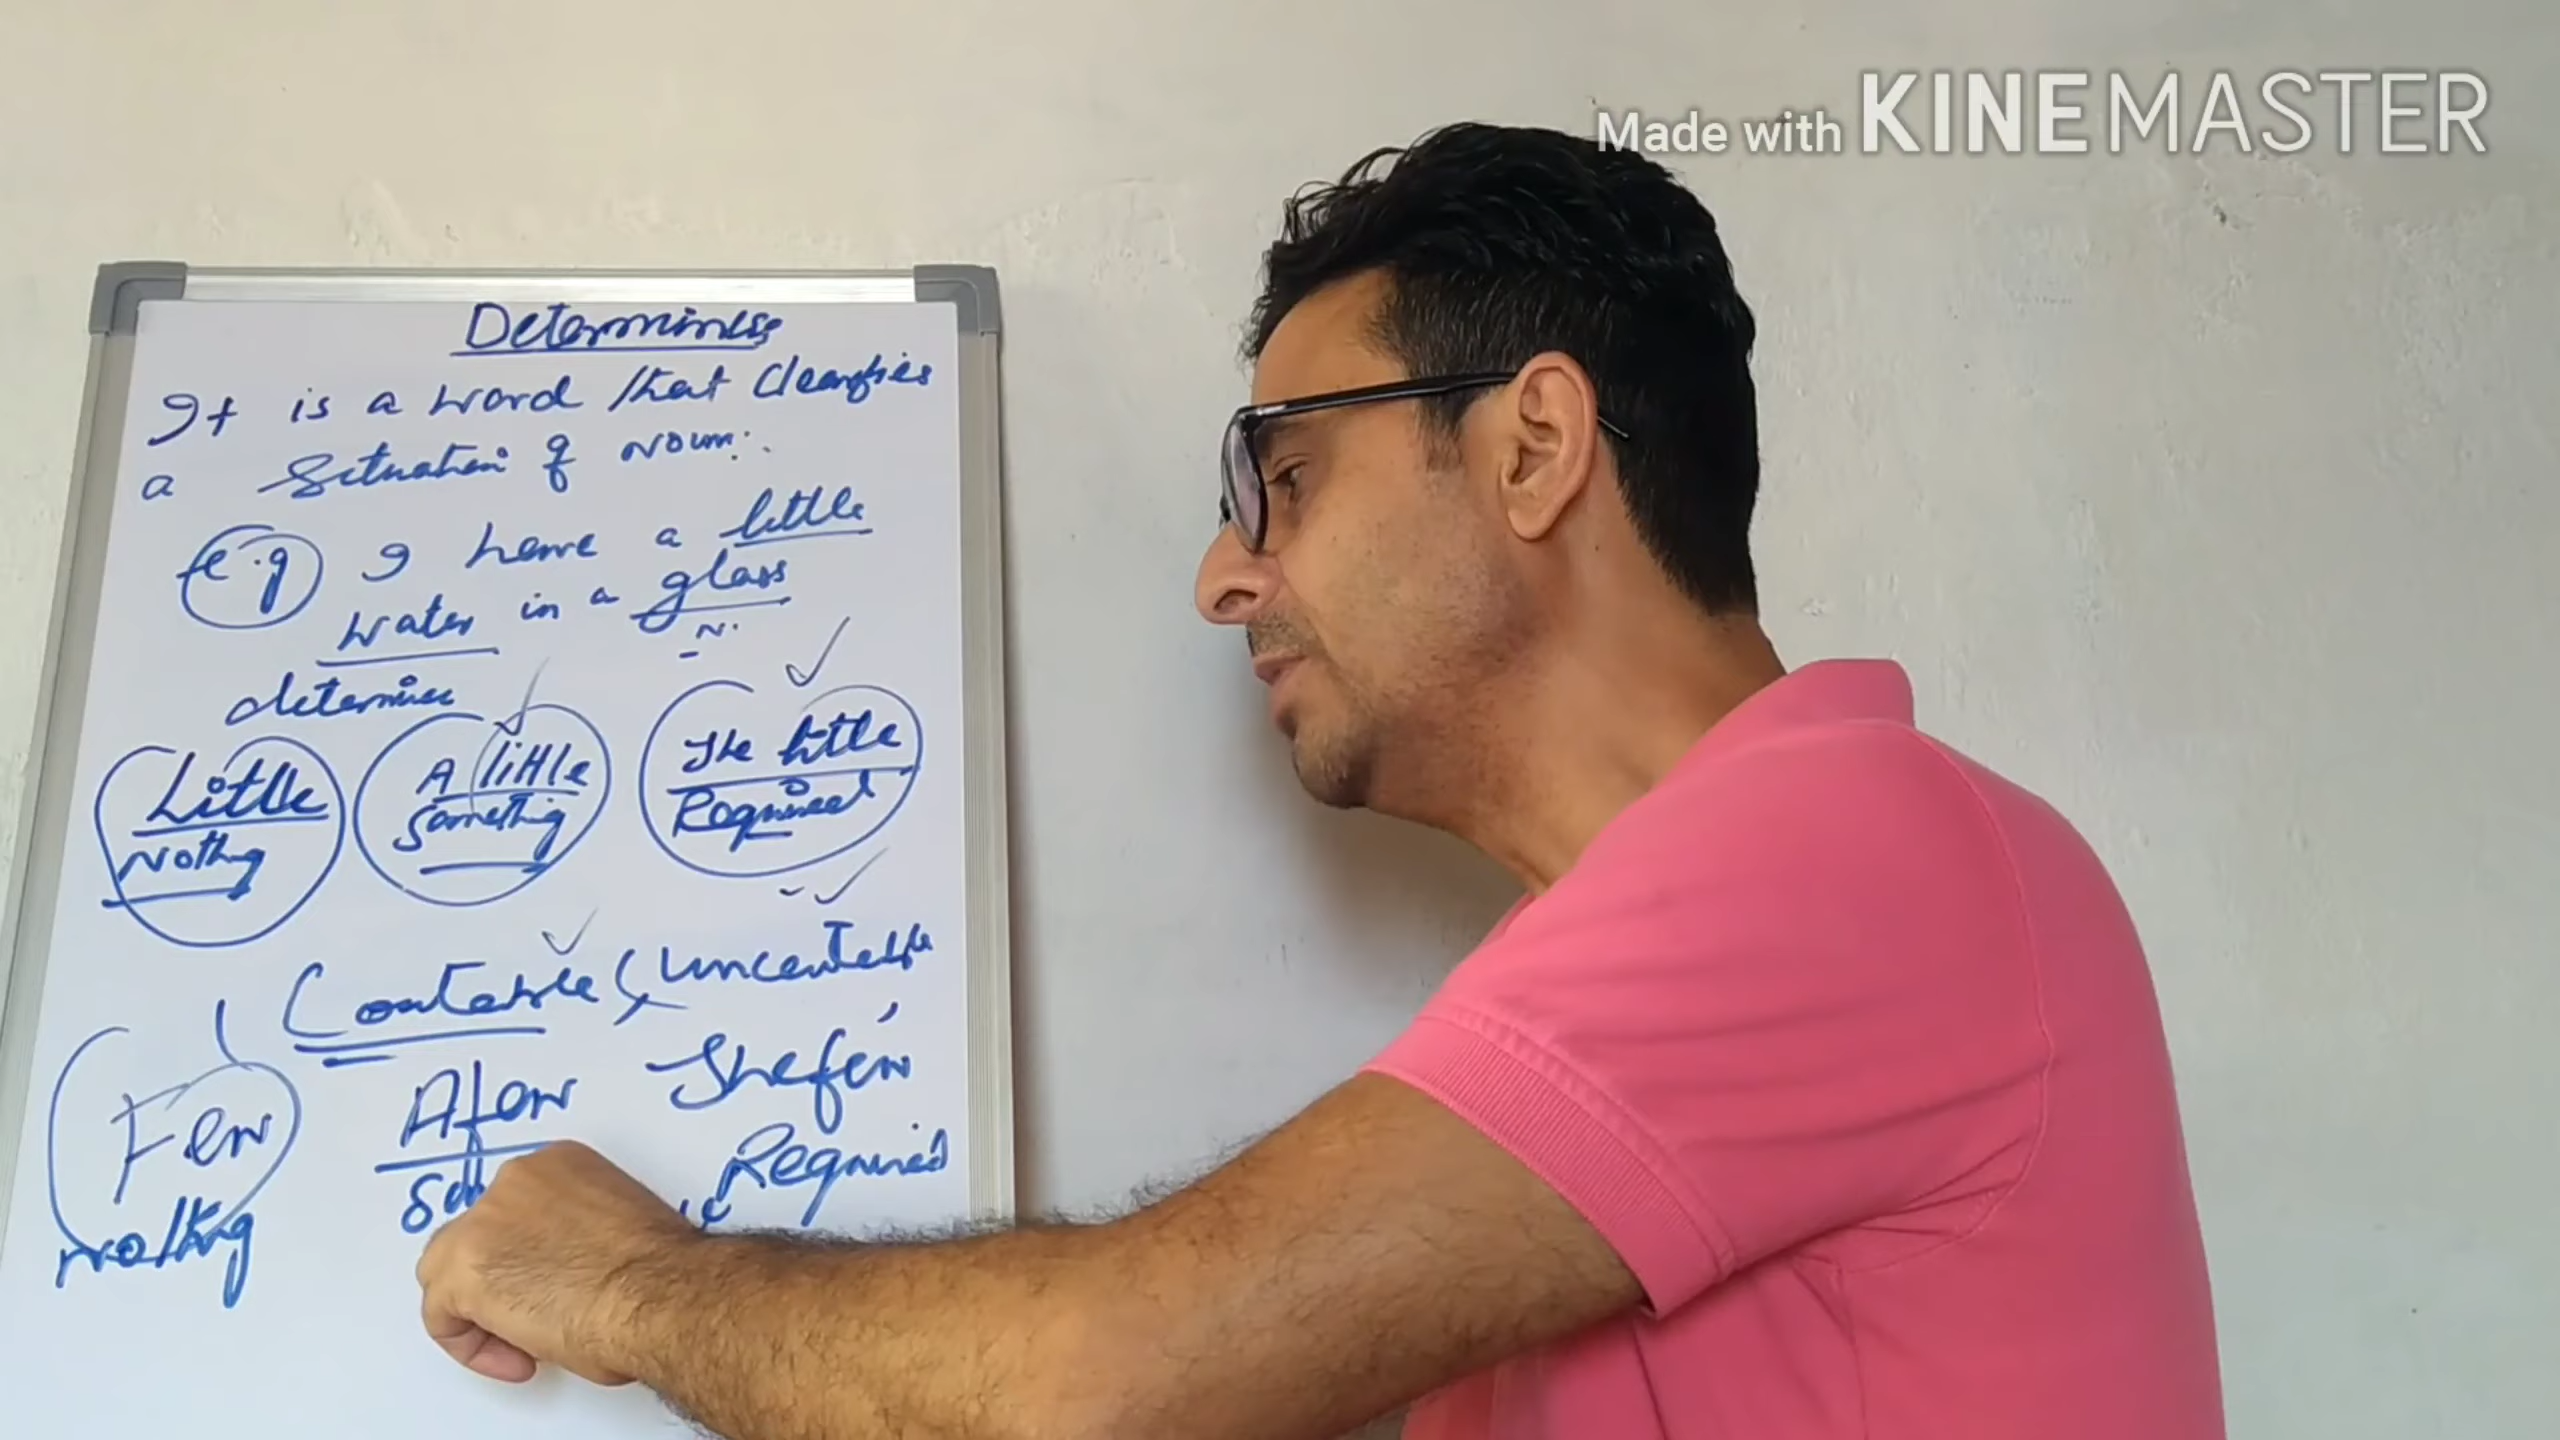 Made with KINEMASTER
Determiners
It is a word that clearifies
a situation of Noun:.
e.g I have a little
water in a glass
N.
determiner
Little A little The little
Nothing Something Required
Countable & Uncountable
Few A few The few
nothing Required